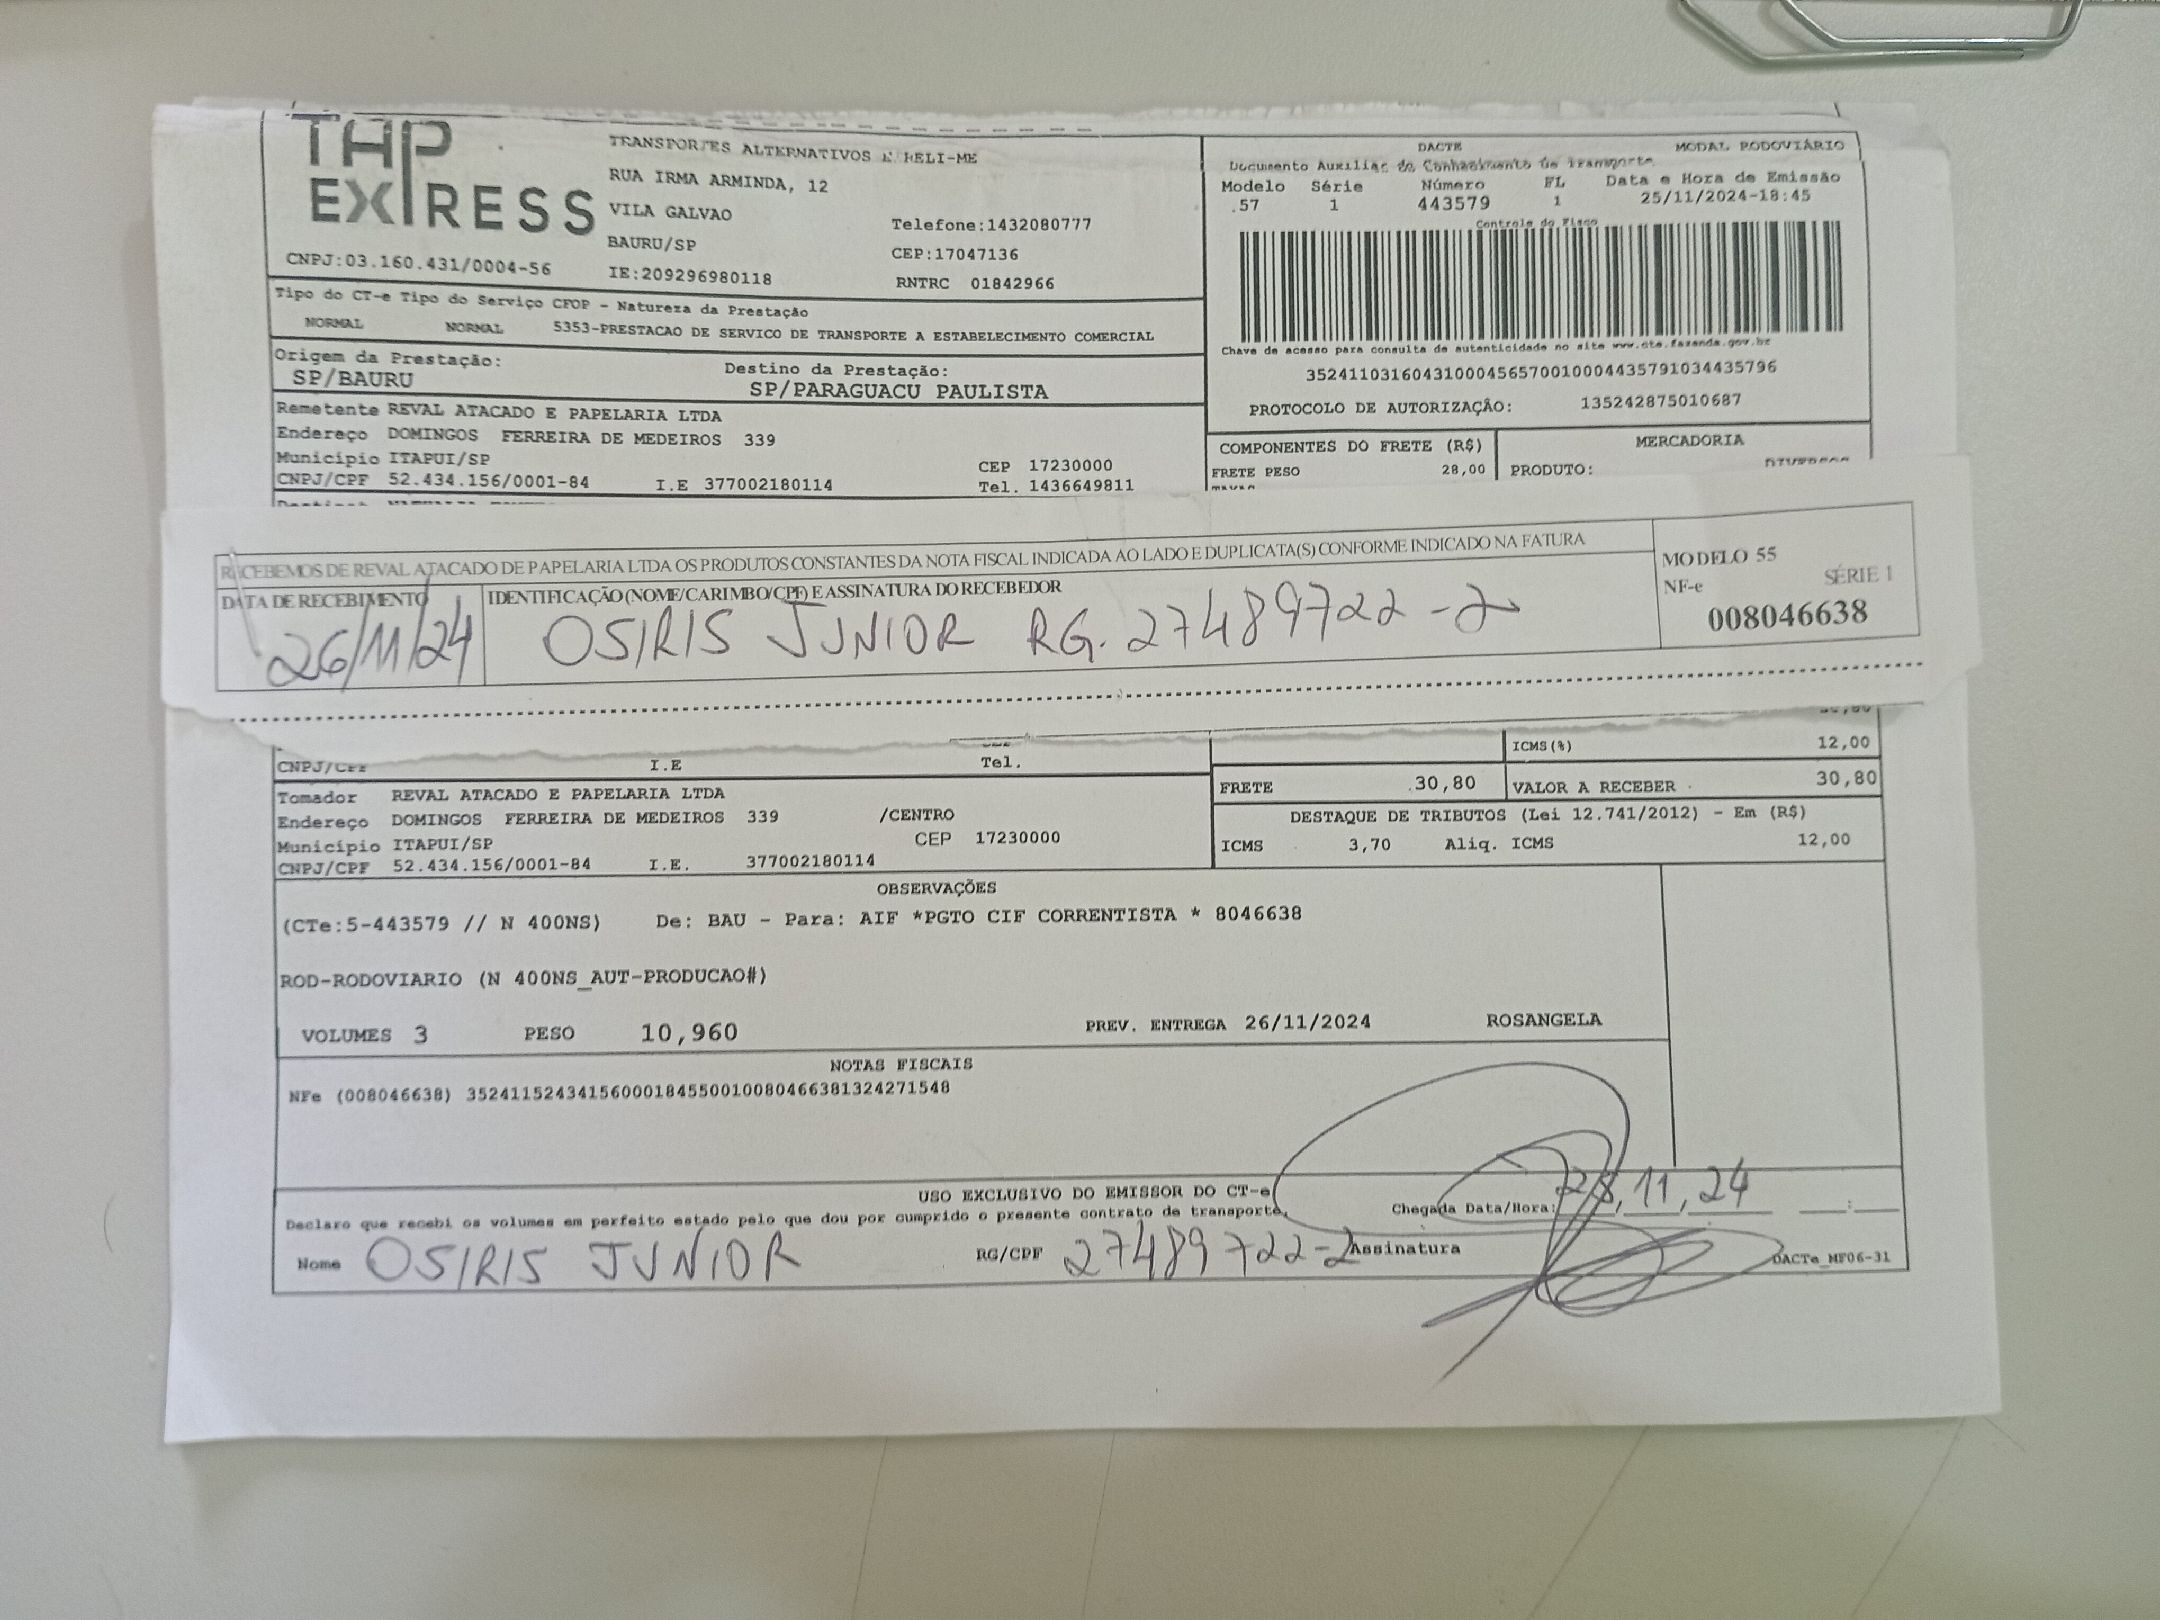 TAP EXPRESS
TRANSPORTES ALTERNATIVOS EIRELI-ME
RUA IRMA ARMINDA, 12
VILA GALVAO
Telefone:1432080777
BAURU/SP
CEP:17047136
CNPJ:03.160.431/0004-56
IE:209296980118
RNTRC 01842966
DACTE
MODAL RODOVIÁRIO
Documento Auxiliar do Conhecimento de Transporte
Modelo Série Número FL Data e Hora de Emissão
57 1 443579 1 25/11/2024-18:45
Controle do Fisco
Chave de acesso para consulta de autenticidade no site www.cte.fazenda.gov.br
35241103160431000456570010004435791034435796
PROTOCOLO DE AUTORIZAÇÂO: 135242875010687
Tipo do CT-e Tipo do Serviço CFOP - Natureza da Prestação
NORMAL NORMAL 5353-PRESTACAO DE SERVICO DE TRANSPORTE A ESTABELECIMENTO COMERCIAL
Origem da Prestação: Destino da Prestação:
SP/BAURU SP/PARAGUACU PAULISTA
Remetente REVAL ATACADO E PAPELARIA LTDA
Endereço DOMINGOS FERREIRA DE MEDEIROS 339
Município ITAPUI/SP CEP 17230000
CNPJ/CPF 52.434.156/0001-84 I.E 377002180114 Tel. 1436649811
COMPONENTES DO FRETE (R$) MERCADORIA
FRETE PESO 28,00 PRODUTO:
RECEBEMOS DE REVAL ATACADO DE PAPELARIA LTDA OS PRODUTOS CONSTANTES DA NOTA FISCAL INDICADA AO LADO E DUPLICATA(S) CONFORME INDICADO NA FATURA
DATA DE RECEBIMENTO IDENTIFICAÇÃO (NOME/CARIMBO/CPF) E ASSINATURA DO RECEBEDOR
26/11/24 OSIRIS JUNIOR RG. 27489722-2
MODELO 55
NF-e SÉRIE 1
008046638
ICMS(%) 12,00
CNPJ/CPF I.E Tel.
FRETE 30,80 VALOR A RECEBER 30,80
Tomador REVAL ATACADO E PAPELARIA LTDA
Endereço DOMINGOS FERREIRA DE MEDEIROS 339 /CENTRO
Município ITAPUI/SP CEP 17230000
CNPJ/CPF 52.434.156/0001-84 I.E. 377002180114
DESTAQUE DE TRIBUTOS (Lei 12.741/2012) - Em (R$)
ICMS 3,70 Aliq. ICMS 12,00
OBSERVAÇÕES
(CTe:5-443579 // N 400NS) De: BAU - Para: AIF *PGTO CIF CORRENTISTA * 8046638
ROD-RODOVIARIO (N 400NS_AUT-PRODUCAO#)
VOLUMES 3 PESO 10,960 PREV. ENTREGA 26/11/2024 ROSANGELA
NOTAS FISCAIS
NFe (008046638) 35241152434156000184550010080466381324271548
USO EXCLUSIVO DO EMISSOR DO CT-e
Declaro que recebi os volumes em perfeito estado pelo que dou por cumprido o presente contrato de transporte.
Chegada Data/Hora: 11, 24 :
Nome OSIRIS JUNIOR RG/CPF 27489722-2 Assinatura
DACTe_MF06-31